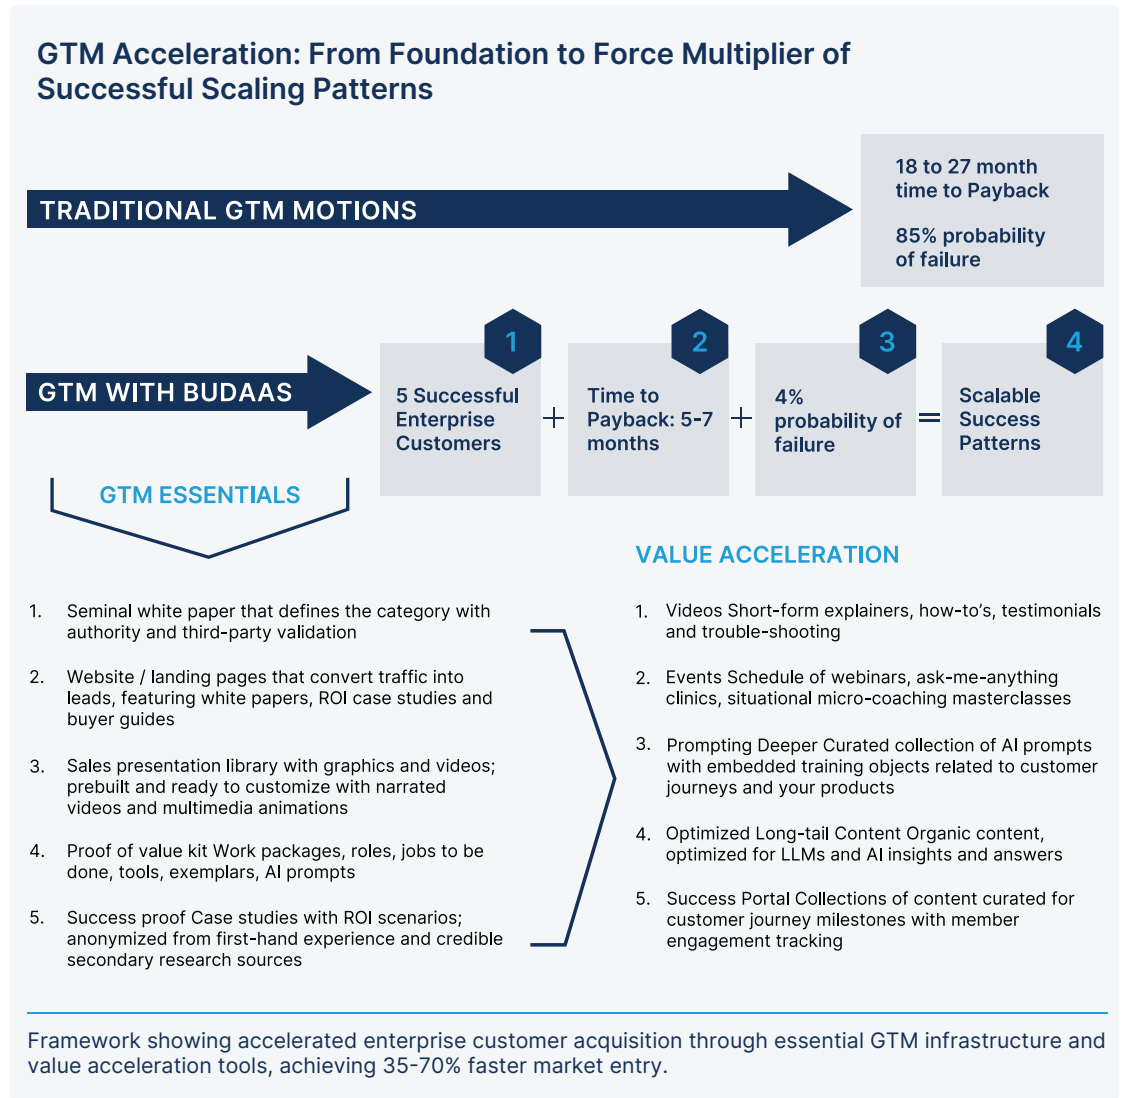 GTM Acceleration: From Foundation to Force Multiplier of
Successful Scaling Patterns
TRADITIONAL GTM MOTIONS
18 to 27 month
time to Payback
85% probability
of failure
GTM WITH BUDAAS
1
5 Successful
Enterprise
Customers
+
2
Time to
Payback: 5-7
months
+
3
4%
probability of
failure
=
4
Scalable
Success
Patterns
GTM ESSENTIALS
1. Seminal white paper that defines the category with
authority and third-party validation
2. Website / landing pages that convert traffic into
leads, featuring white papers, ROI case studies and
buyer guides
3. Sales presentation library with graphics and videos;
prebuilt and ready to customize with narrated
videos and multimedia animations
4. Proof of value kit Work packages, roles, jobs to be
done, tools, exemplars, AI prompts
5. Success proof Case studies with ROI scenarios;
anonymized from first-hand experience and credible
secondary research sources
VALUE ACCELERATION
1. Videos Short-form explainers, how-to’s, testimonials
and trouble-shooting
2. Events Schedule of webinars, ask-me-anything
clinics, situational micro-coaching masterclasses
3. Prompting Deeper Curated collection of AI prompts
with embedded training objects related to customer
journeys and your products
4. Optimized Long-tail Content Organic content,
optimized for LLMs and AI insights and answers
5. Success Portal Collections of content curated for
customer journey milestones with member
engagement tracking
Framework showing accelerated enterprise customer acquisition through essential GTM infrastructure and
value acceleration tools, achieving 35-70% faster market entry.